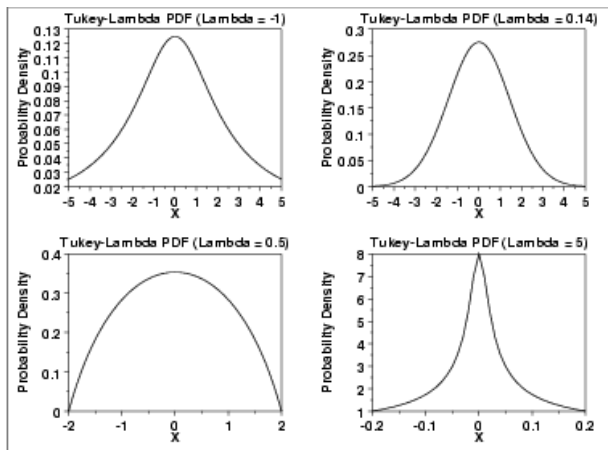 Tukey-Lambda PDF (Lambda = -1)
0.13
0.12
0.11
0.1
0.09
0.08
0.07
0.06
0.05
0.04
0.03
0.02
Probability Density
-5 -4 -3 -2 -1 0 1 2 3 4 5
X
Tukey-Lambda PDF (Lambda = 0.14)
0.3
0.25
0.2
0.15
0.1
0.05
0
Probability Density
-5 -4 -3 -2 -1 0 1 2 3 4 5
X
Tukey-Lambda PDF (Lambda = 0.5)
0.4
0.3
0.2
0.1
0
Probability Density
-2 -1 0 1 2
X
Tukey-Lambda PDF (Lambda = 5)
8
7
6
5
4
3
2
1
Probability Density
-0.2 -0.1 0 0.1 0.2
X